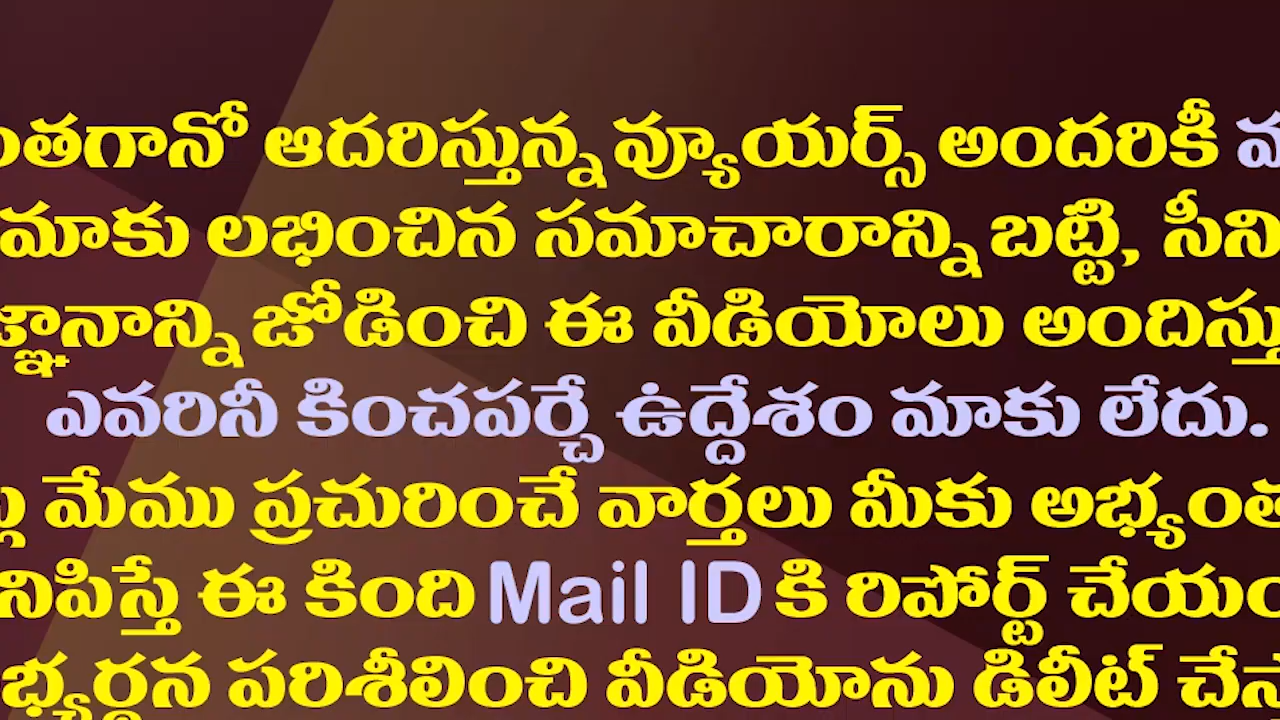 ఆదరిస్తున్న వ్యూయర్స్ అందరికీ
మాకు లభించిన సమాచారాన్ని బట్టి,
జోడించి ఈ వీడియోలు
ఎవరినీ కించపర్చే ఉద్దేశం మాకు లేదు.
మేము ప్రచురించే వార్తలు మీకు
ఈ కింది Mail ID కి రిపోర్ట్
పరిశీలించి వీడియోను డిలీట్